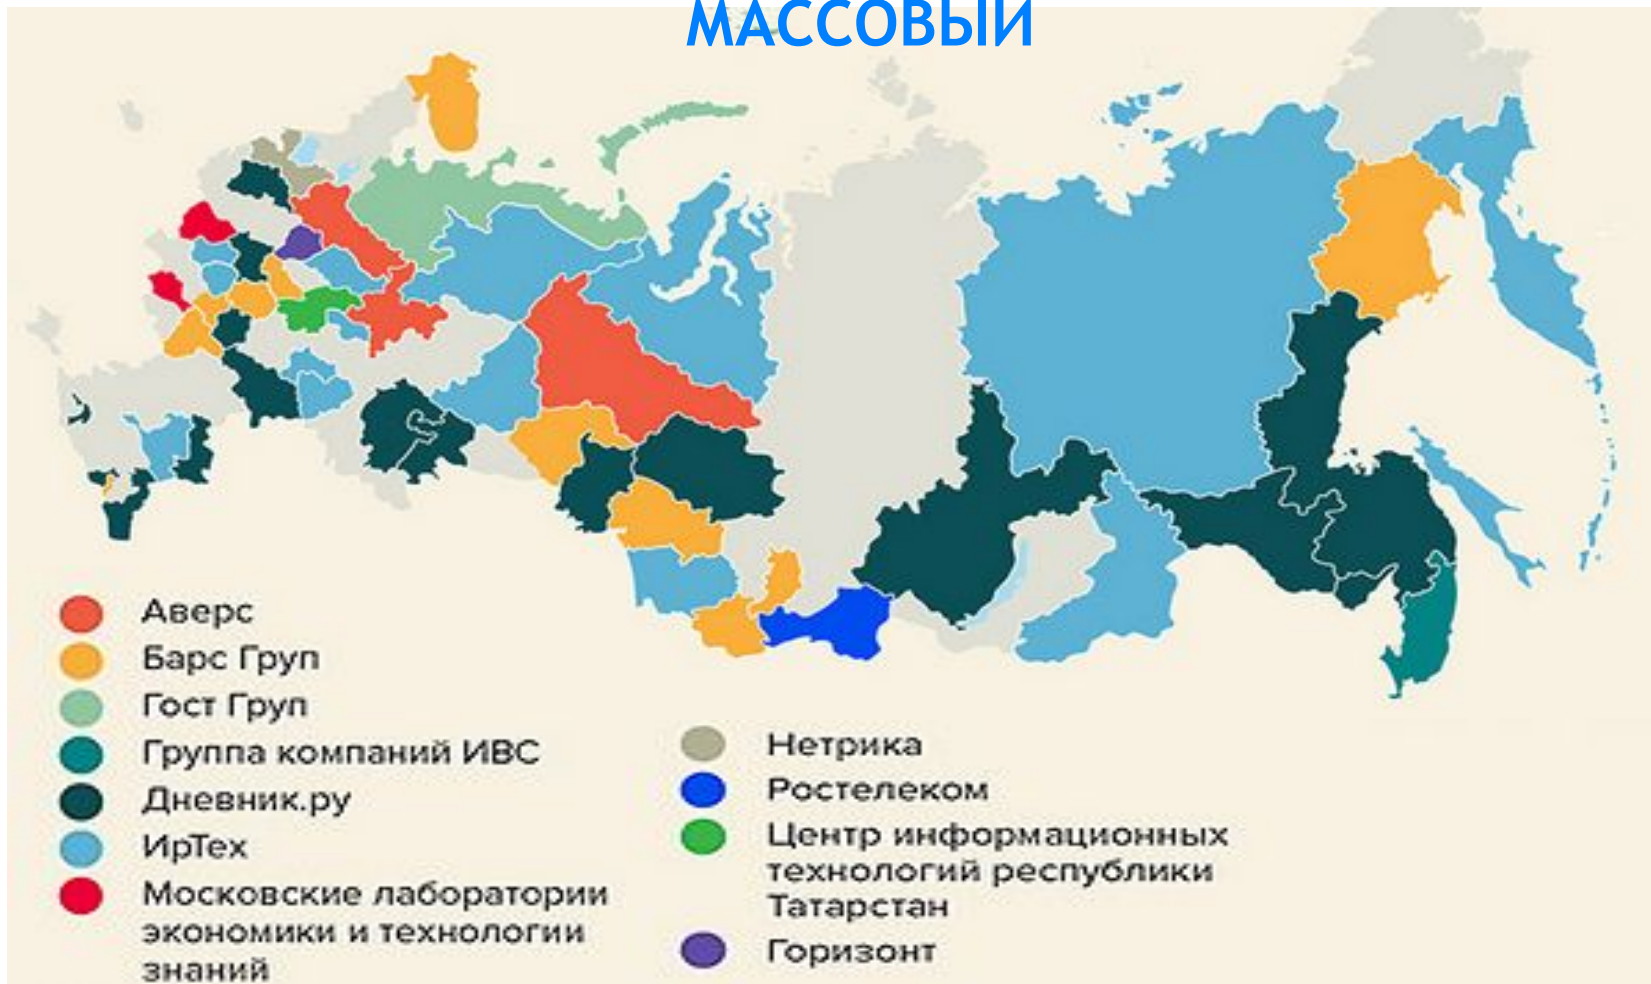 МАССОВЫЙ
Аверс
Барс Груп
Гост Груп
Группа компаний ИВС
Дневник.ру
ИрТех
Московские лаборатории
экономики и технологии
знаний
Нетрика
Ростелеком
Центр информационных
технологий республики
Татарстан
Горизонт